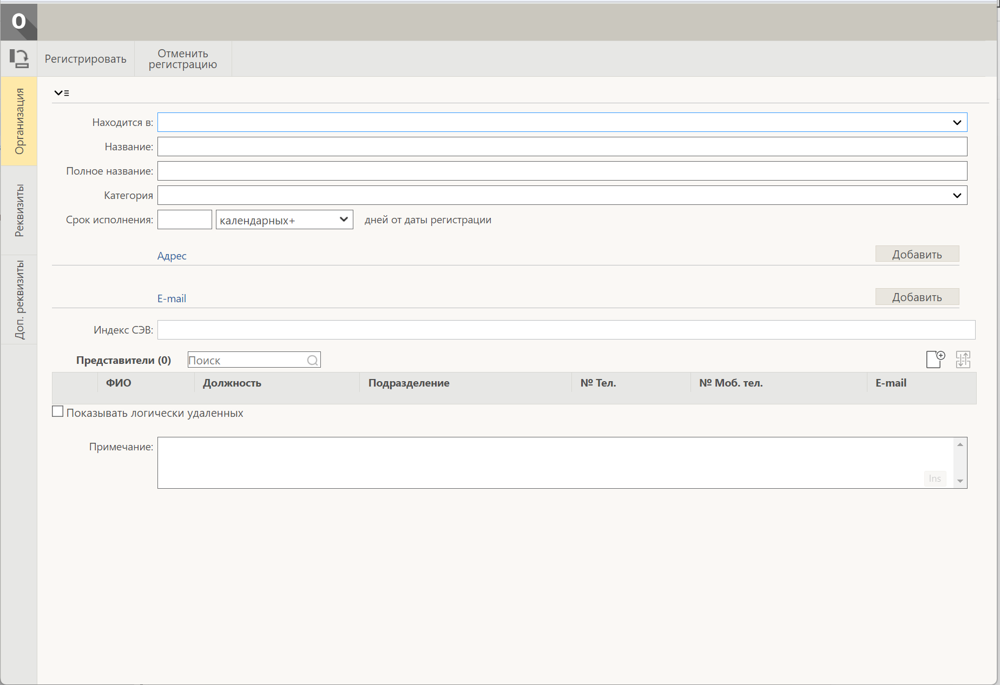 О
Регистрировать
Отменить
регистрацию
Организация
Реквизиты
Доп. реквизиты
Находится в:
Название:
Полное название:
Категория
Срок исполнения: календарных+ дней от даты регистрации
Адрес Добавить
E-mail Добавить
Индекс СЭВ:
Представители (0) Поиск
ФИО Должность Подразделение № Тел. № Моб. тел. E-mail
Показывать логически удаленных
Примечание:
Ins